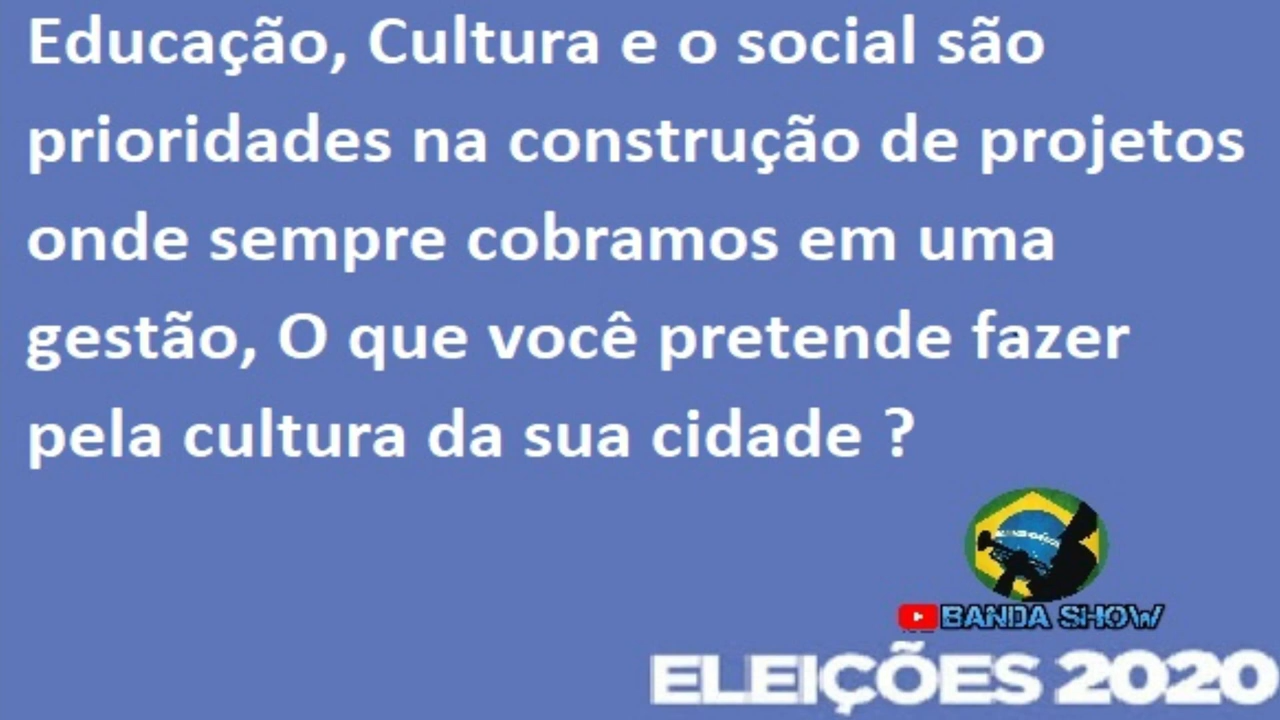 Educação, Cultura e o social são
prioridades na construção de projetos
onde sempre cobramos em uma
gestão, O que você pretende fazer
pela cultura da sua cidade ?
BANDA SHOW
ELEIÇÕES 2020